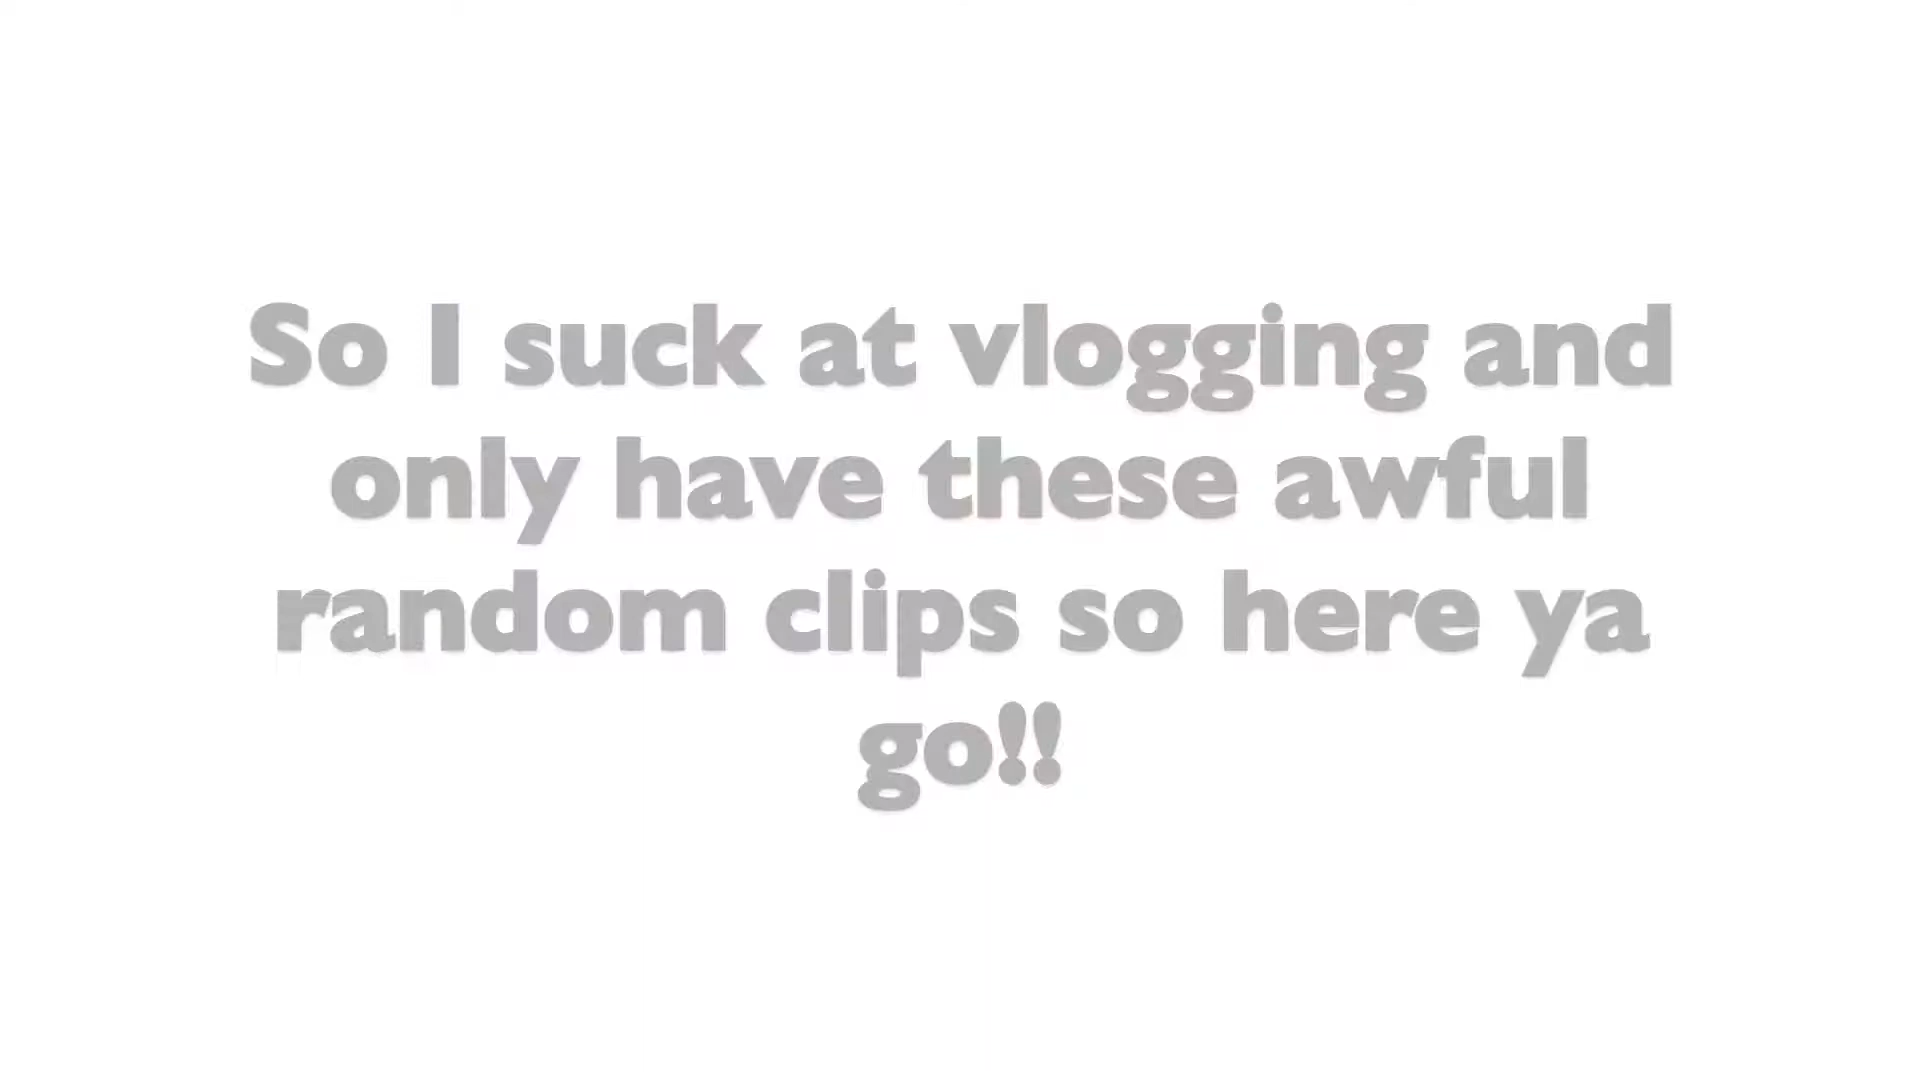 So I suck at vlogging and
only have these awful
random clips so here ya
go!!